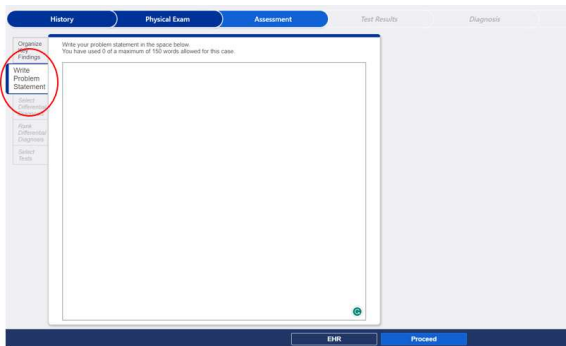 History
Physical Exam
Assessment
Test Results
Diagnosis
Organize
Key
Findings
Write
Problem
Statement
Select
Differential
Rank
Differential
Diagnosis
Select
Tests
Write your problem statement in the space below.
You have used 0 of a maximum of 150 words allowed for this case.
EHR
Proceed